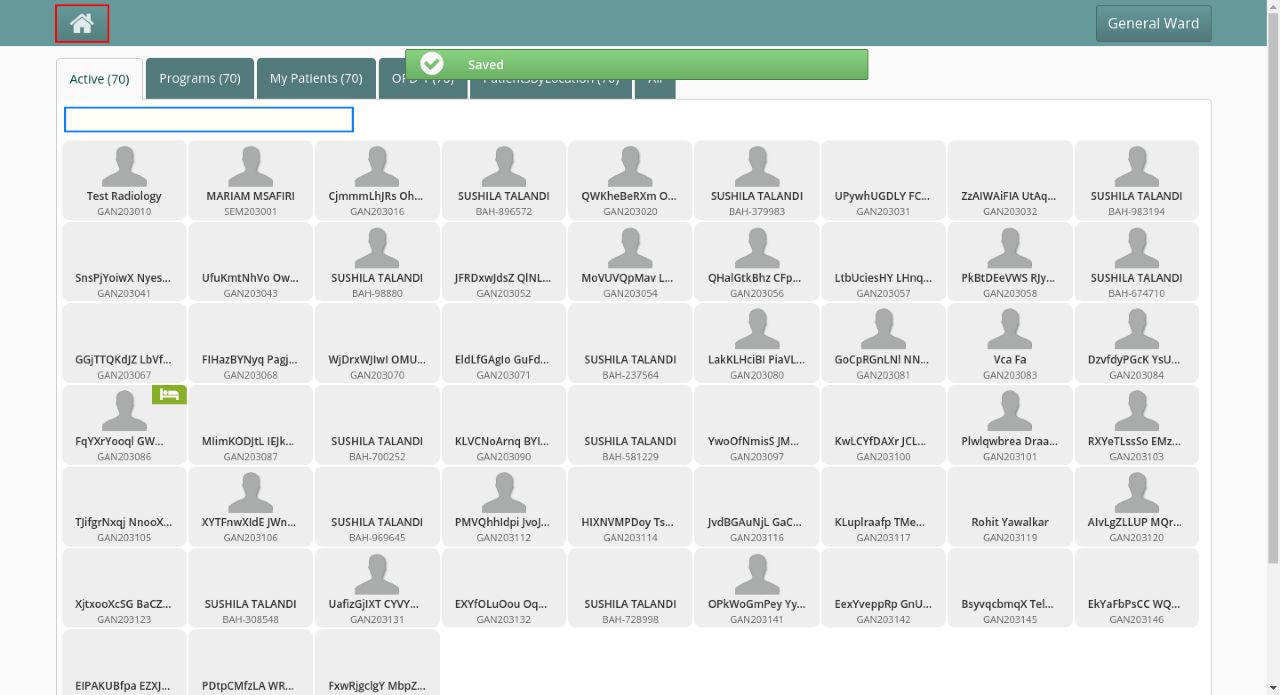 General Ward
Saved
Active (70)
Programs (70)
My Patients (70)
Test Radiology
GAN203010
MARIAM MSAFIRI
SEM203001
CjmmmLhJRs Oh...
GAN203016
SUSHILA TALANDI
BAH-896572
QWKheBeRXm O...
GAN203020
SUSHILA TALANDI
BAH-379983
UPywhUGDLY FC...
GAN203031
ZzAIWAiFIA UtAq...
GAN203032
SUSHILA TALANDI
BAH-983194
SnsPjYoiwX Nyes...
GAN203041
UfuKmtNhVo Ow...
GAN203043
SUSHILA TALANDI
BAH-98880
JFRDxwJdsZ QlNL...
GAN203052
MoVUVQpMav L...
GAN203054
QHalGtkBhz CFp...
GAN203056
LtbUciesHY LHnq...
GAN203057
PkBtDEeVWS RJy...
GAN203058
SUSHILA TALANDI
BAH-674710
GGjTTQKdJZ LbVf...
GAN203067
FIHazBYNyq Pagj...
GAN203068
WjDrxWJIwI OMU...
GAN203070
EldLfGAgIo GuFd...
GAN203071
SUSHILA TALANDI
BAH-237564
LakKLHciBI PiaVL...
GAN203080
GoCpRGnLNl NN...
GAN203081
Vca Fa
GAN203083
DzvfdyPGcK YsU...
GAN203084
FqYXrYooql GW...
GAN203086
MIimKODJtL IEJk...
GAN203087
SUSHILA TALANDI
BAH-700252
KLVCNoArnq BYI...
GAN203090
SUSHILA TALANDI
BAH-581229
YwoOfNmisS JM...
GAN203097
KwLCYfDAXr JCL...
GAN203100
Plwlqwbrea Draa...
GAN203101
RXYeTLssSo EMz...
GAN203103
TJifgrNxqj NnooX...
GAN203105
XYTFnwXIdE JWn...
GAN203106
SUSHILA TALANDI
BAH-969645
PMVQhhIdpi JvoJ...
GAN203112
HIXNVMPDoy Ts...
GAN203114
JvdBGAuNjL GaC...
GAN203116
KLuplraafp TMe...
GAN203117
Rohit Yawalkar
GAN203119
AIvLgZLLUP MQr...
GAN203120
XjtxooXcSG BaCZ...
GAN203123
SUSHILA TALANDI
BAH-308548
UafizGjIXT CYVY...
GAN203131
EXYfOLuOou Oq...
GAN203132
SUSHILA TALANDI
BAH-728998
OPkWoGmPey Yy...
GAN203141
EexYveppRp GnU...
GAN203142
BsyvqcbmqX Tel...
GAN203145
EkYaFbPsCC WQ...
GAN203146
EIPAKUBfpa EZXJ...
PDtpCMfzLA WR...
FxwRjgclgY MbpZ...